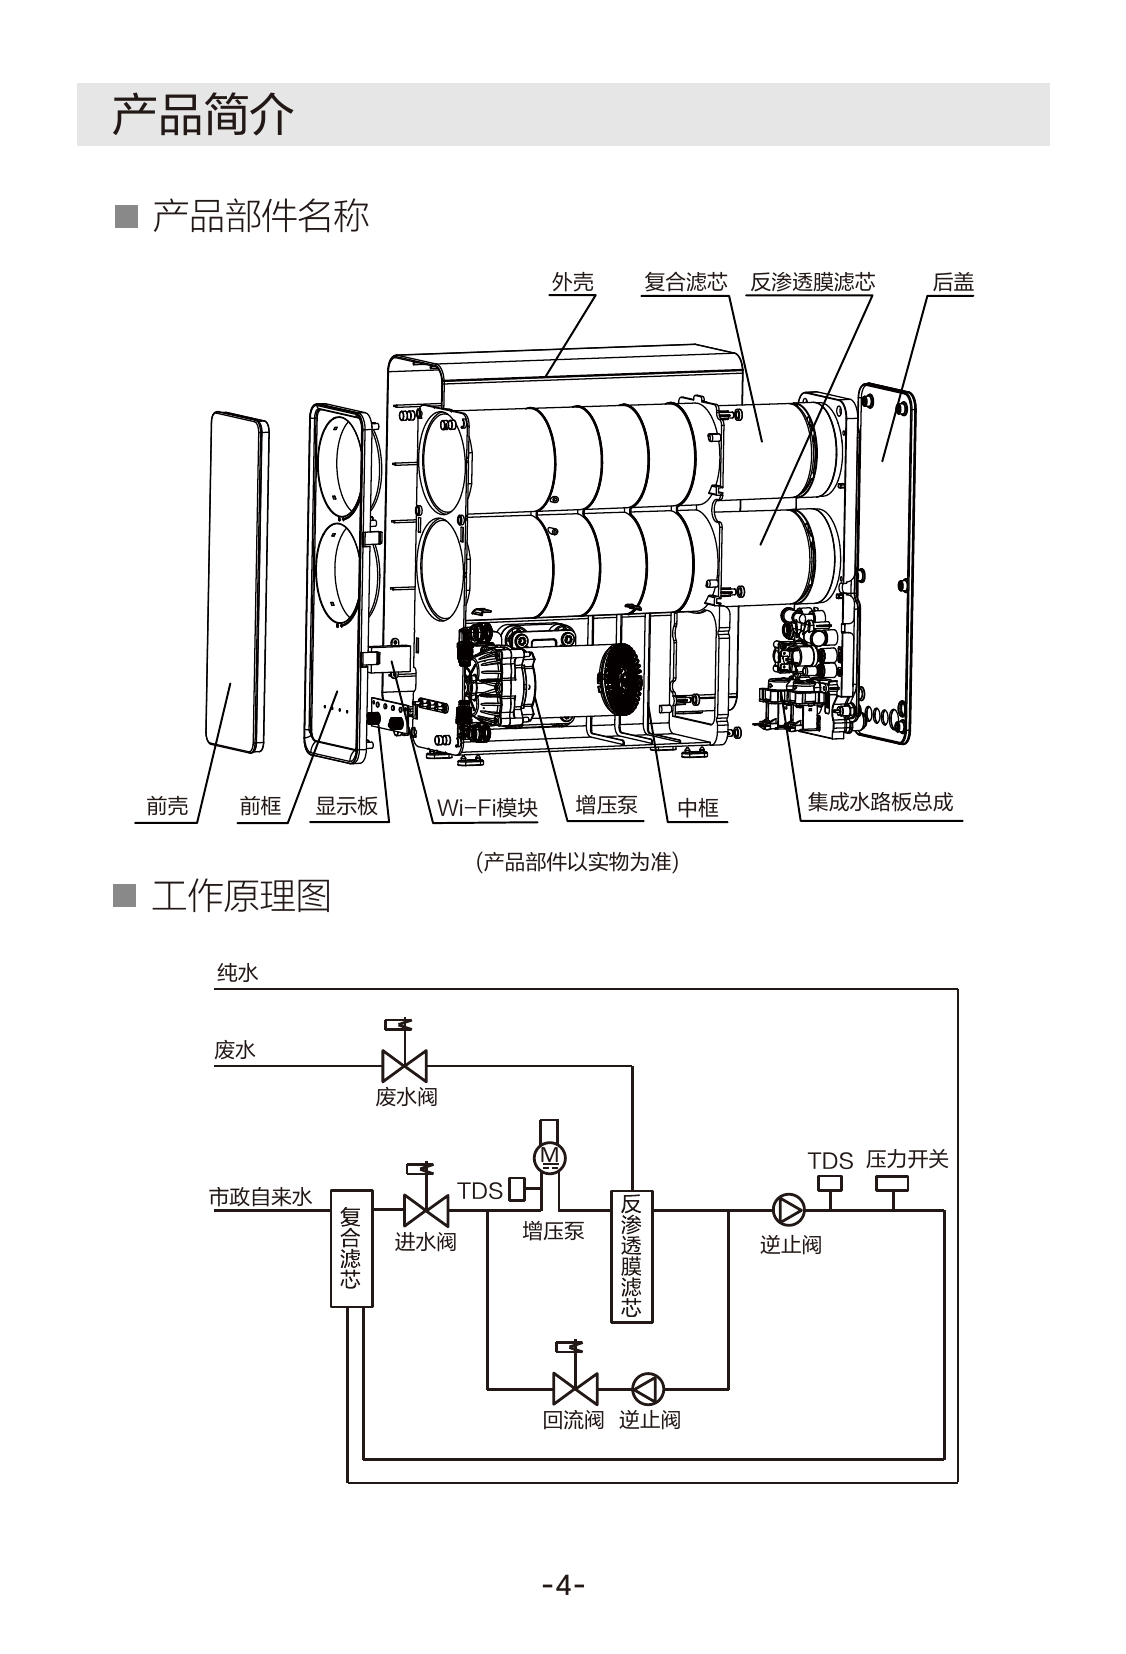 产品简介
产品部件名称
外壳 复合滤芯 反渗透膜滤芯 后盖
前壳 前框 显示板 Wi-Fi模块 增压泵 中框 集成水路板总成
(产品部件以实物为准)
工作原理图
纯水
废水
废水阀
M
TDS 压力开关
市政自来水
TDS
复合滤芯
进水阀
增压泵
反渗透膜滤芯
逆止阀
回流阀 逆止阀
-4-